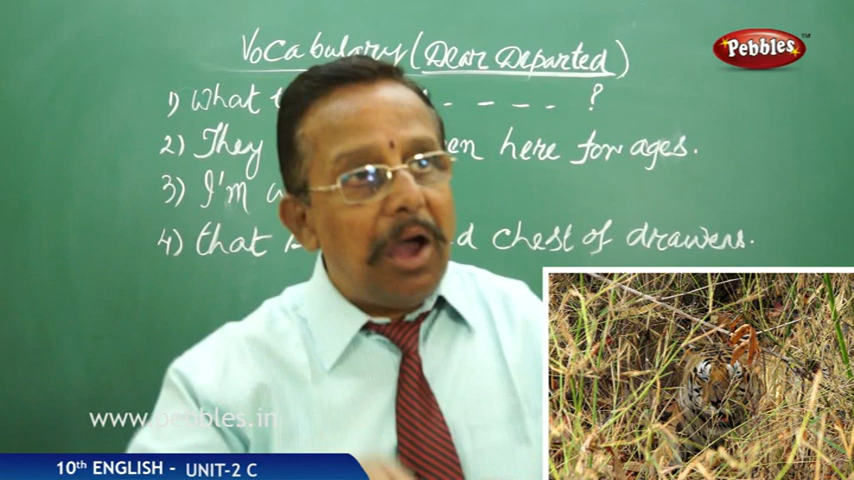 Vocabulary (Dear Departed)
Pebbles TM
1) What - - - - ?
2) They en here for ages.
3) I'm
4) that d chest of drawers.
www.pebbles.in
10th ENGLISH - UNIT-2 C